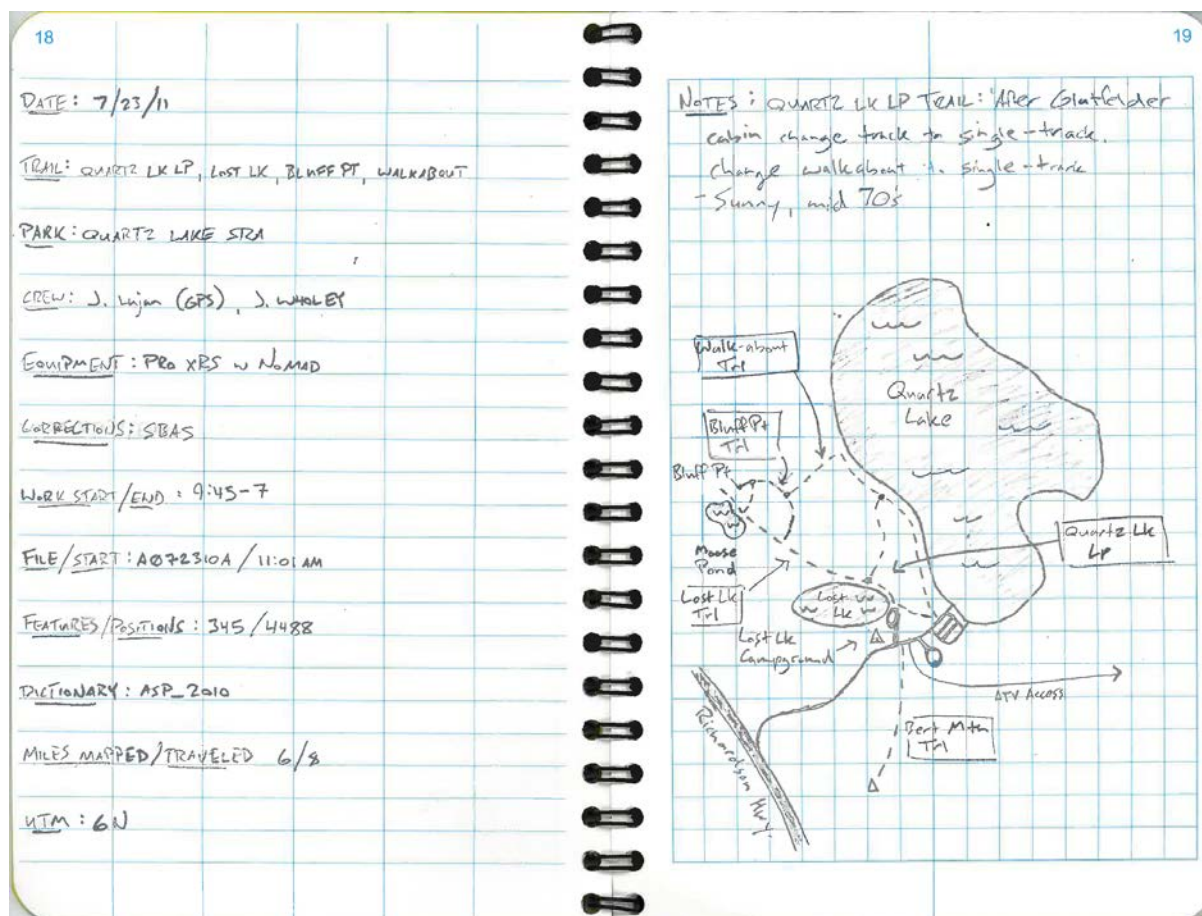 18
DATE: 7/23/11
TRAIL: QUARTZ LK LP, LOST LK, BLUFF PT, WALKABOUT
PARK: QUARTZ LAKE SRA
CREW: J. Lujan (GPS), J. WHOLEY
EQUIPMENT: PRO XRS w NOMAD
CORRECTIONS: SBAS
WORK START/END: 9:45-7
FILE/START: A072310A / 11:01 AM
FEATURES/POSITIONS: 345/4488
DICTIONARY: ASP_2010
MILES MAPPED/TRAVELED 6/8
UTM: 6N
19
NOTES: QUARTZ LK LP TRAIL: After Glatfelder
cabin change track to single-track.
change walkabout to single-track
- Sunny, mid 70's
Walk-about
Trl
Quartz
Lake
Bluff Pt
Trl
Bluff Pt
Moose
Pond
Quartz Lk
LP
Lost Lk
Trl
Lost
Lk
Lost Lk
Campground
ATV Access
Richardson Hwy.
Bert Mtn
Trl